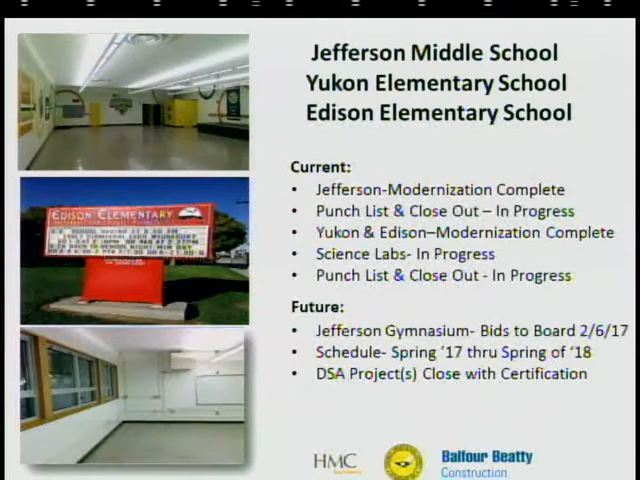 Jefferson Middle School
Yukon Elementary School
Edison Elementary School
Current:
• Jefferson-Modernization Complete
• Punch List & Close Out – In Progress
• Yukon & Edison–Modernization Complete
• Science Labs- In Progress
• Punch List & Close Out - In Progress
Future:
• Jefferson Gymnasium- Bids to Board 2/6/17
• Schedule- Spring '17 thru Spring of '18
• DSA Project(s) Close with Certification
EDISON ELEMENTARY
HMC
Balfour Beatty
Construction